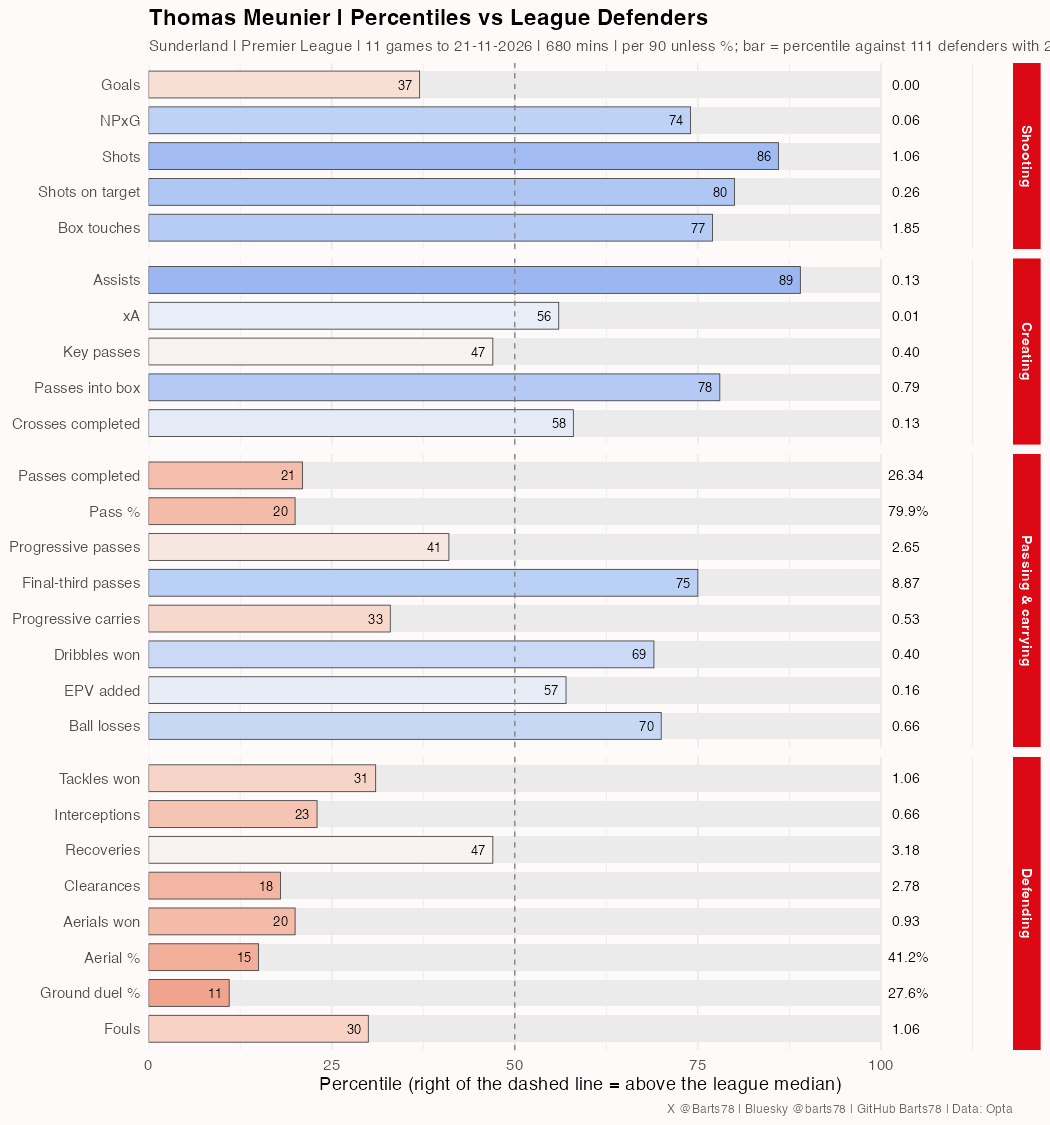 Thomas Meunier | Percentiles vs League Defenders
Sunderland | Premier League | 11 games to 21-11-2026 | 680 mins | per 90 unless %; bar = percentile against 111 defenders with 2
Goals 37 0.00
NPxG 74 0.06
Shots 86 1.06
Shots on target 80 0.26
Box touches 77 1.85
Shooting
Assists 89 0.13
xA 56 0.01
Key passes 47 0.40
Passes into box 78 0.79
Crosses completed 58 0.13
Creating
Passes completed 21 26.34
Pass % 20 79.9%
Progressive passes 41 2.65
Final-third passes 75 8.87
Progressive carries 33 0.53
Dribbles won 69 0.40
EPV added 57 0.16
Ball losses 70 0.66
Passing & carrying
Tackles won 31 1.06
Interceptions 23 0.66
Recoveries 47 3.18
Clearances 18 2.78
Aerials won 20 0.93
Aerial % 15 41.2%
Ground duel % 11 27.6%
Fouls 30 1.06
Defending
0 25 50 75 100
Percentile (right of the dashed line = above the league median)
X @Barts78 | Bluesky @barts78 | GitHub Barts78 | Data: Opta